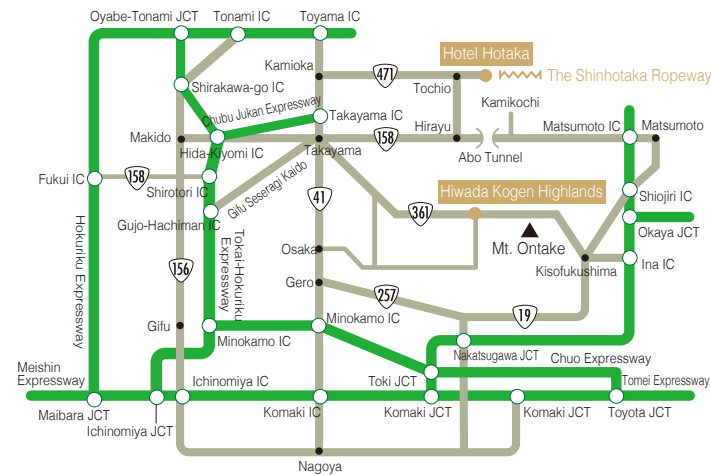 Oyabe-Tonami JCT
Tonami IC
Toyama IC
Hotel Hotaka
Kamioka
471
The Shinhotaka Ropeway
Tochio
Shirakawa-go IC
Kamikochi
Chubu Jukan Expressway
Takayama IC
Makido
Hirayu
Matsumoto IC
Matsumoto
158
Hida-Kiyomi IC
Takayama
Abo Tunnel
Fukui IC
158
Shirotori IC
Gifu Seseragi Kaido
41
Hiwada Kogen Highlands
Shiojiri IC
361
Gujo-Hachiman IC
Okaya JCT
Mt. Ontake
Hokuriku Expressway
Tokai-Hokuriku
Expressway
Osaka
156
Kisofukushima
Ina IC
Gero
257
19
Gifu
Minokamo IC
Minokamo IC
Nakatsugawa JCT
Chuo Expressway
Meishin
Expressway
Ichinomiya IC
Toki JCT
Tomei Expressway
Maibara JCT
Ichinomiya JCT
Komaki IC
Komaki JCT
Komaki JCT
Toyota JCT
Nagoya